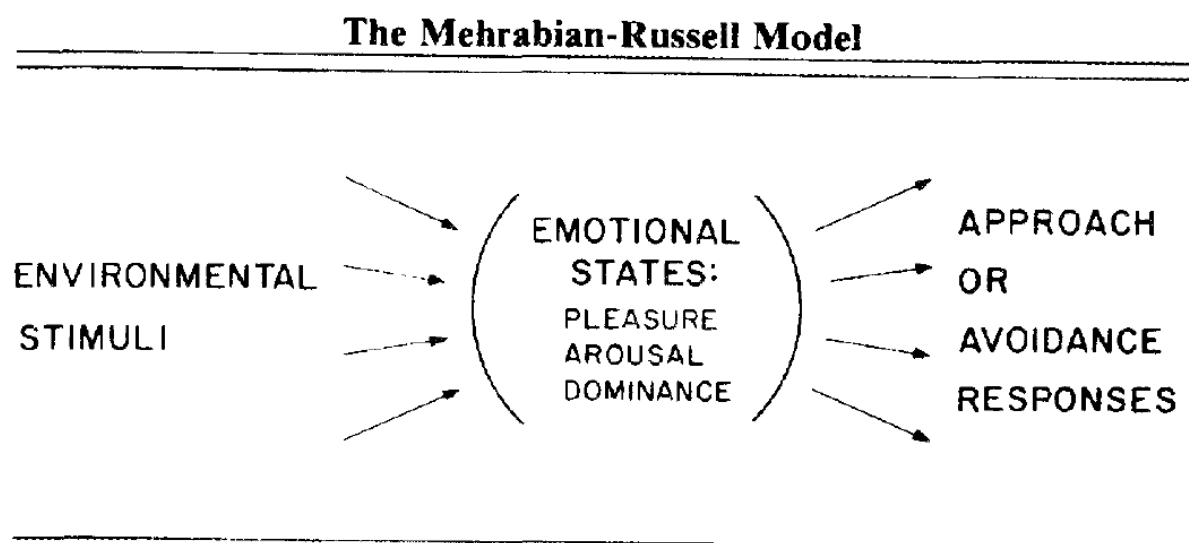 The Mehrabian-Russell Model
ENVIRONMENTAL
STIMULI
EMOTIONAL
STATES:
PLEASURE
AROUSAL
DOMINANCE
APPROACH
OR
AVOIDANCE
RESPONSES